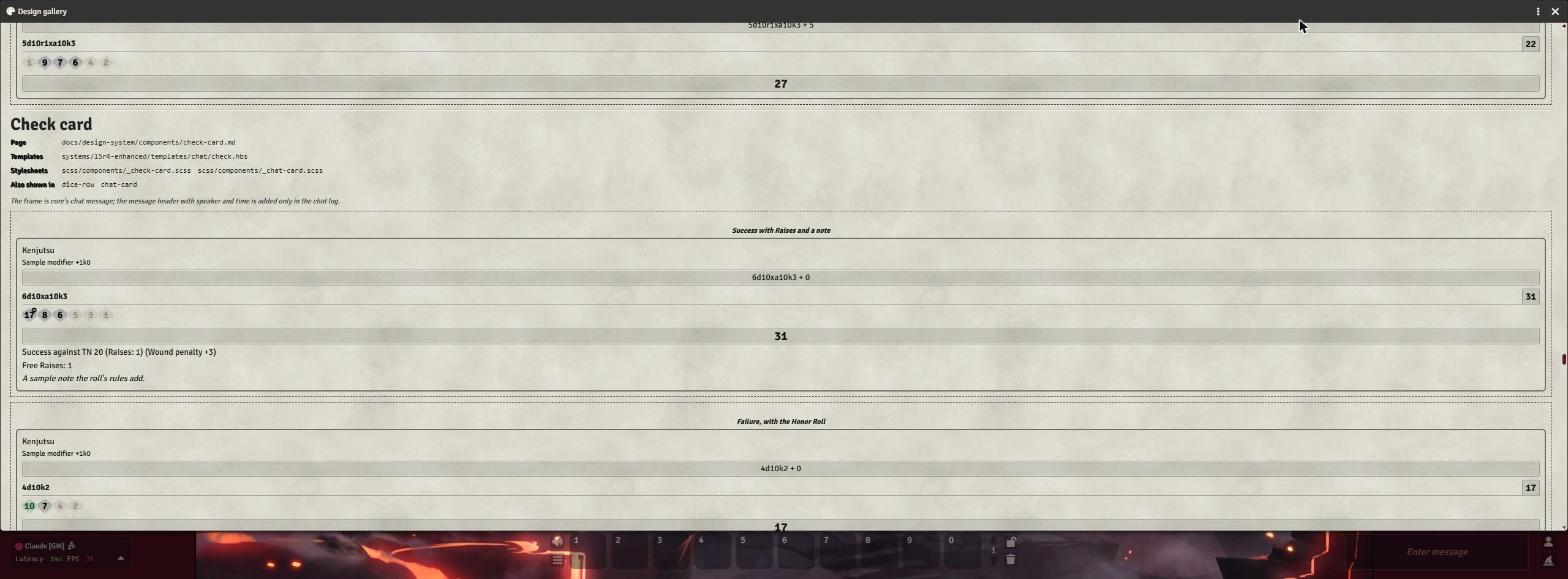 Design gallery
5d10r1xa10k3 + 5
5d10r1xa10k3
22
1 9 7 6 4 2
27
Check card
Page docs/design-system/components/check-card.md
Templates systems/l5r4-enhanced/templates/chat/check.hbs
Stylesheets scss/components/_check-card.scss scss/components/_chat-card.scss
Also shown in dice-row chat-card
The frame is core's chat message; the message header with speaker and time is added only in the chat log.
Success with Raises and a note
Kenjutsu
Sample modifier +1k0
6d10xa10k3 + 0
6d10xa10k3
31
17 8 6 5 3 1
31
Success against TN 20 (Raises: 1) (Wound penalty +3)
Free Raises: 1
A sample note the roll's rules add.
Failure, with the Honor Roll
Kenjutsu
Sample modifier +1k0
4d10k2 + 0
4d10k2
17
10 7 4 2
17
Claude [GM]
Latency 3ms FPS 25
1 2 3 4 5 6 7 8 9 0
1
Enter message